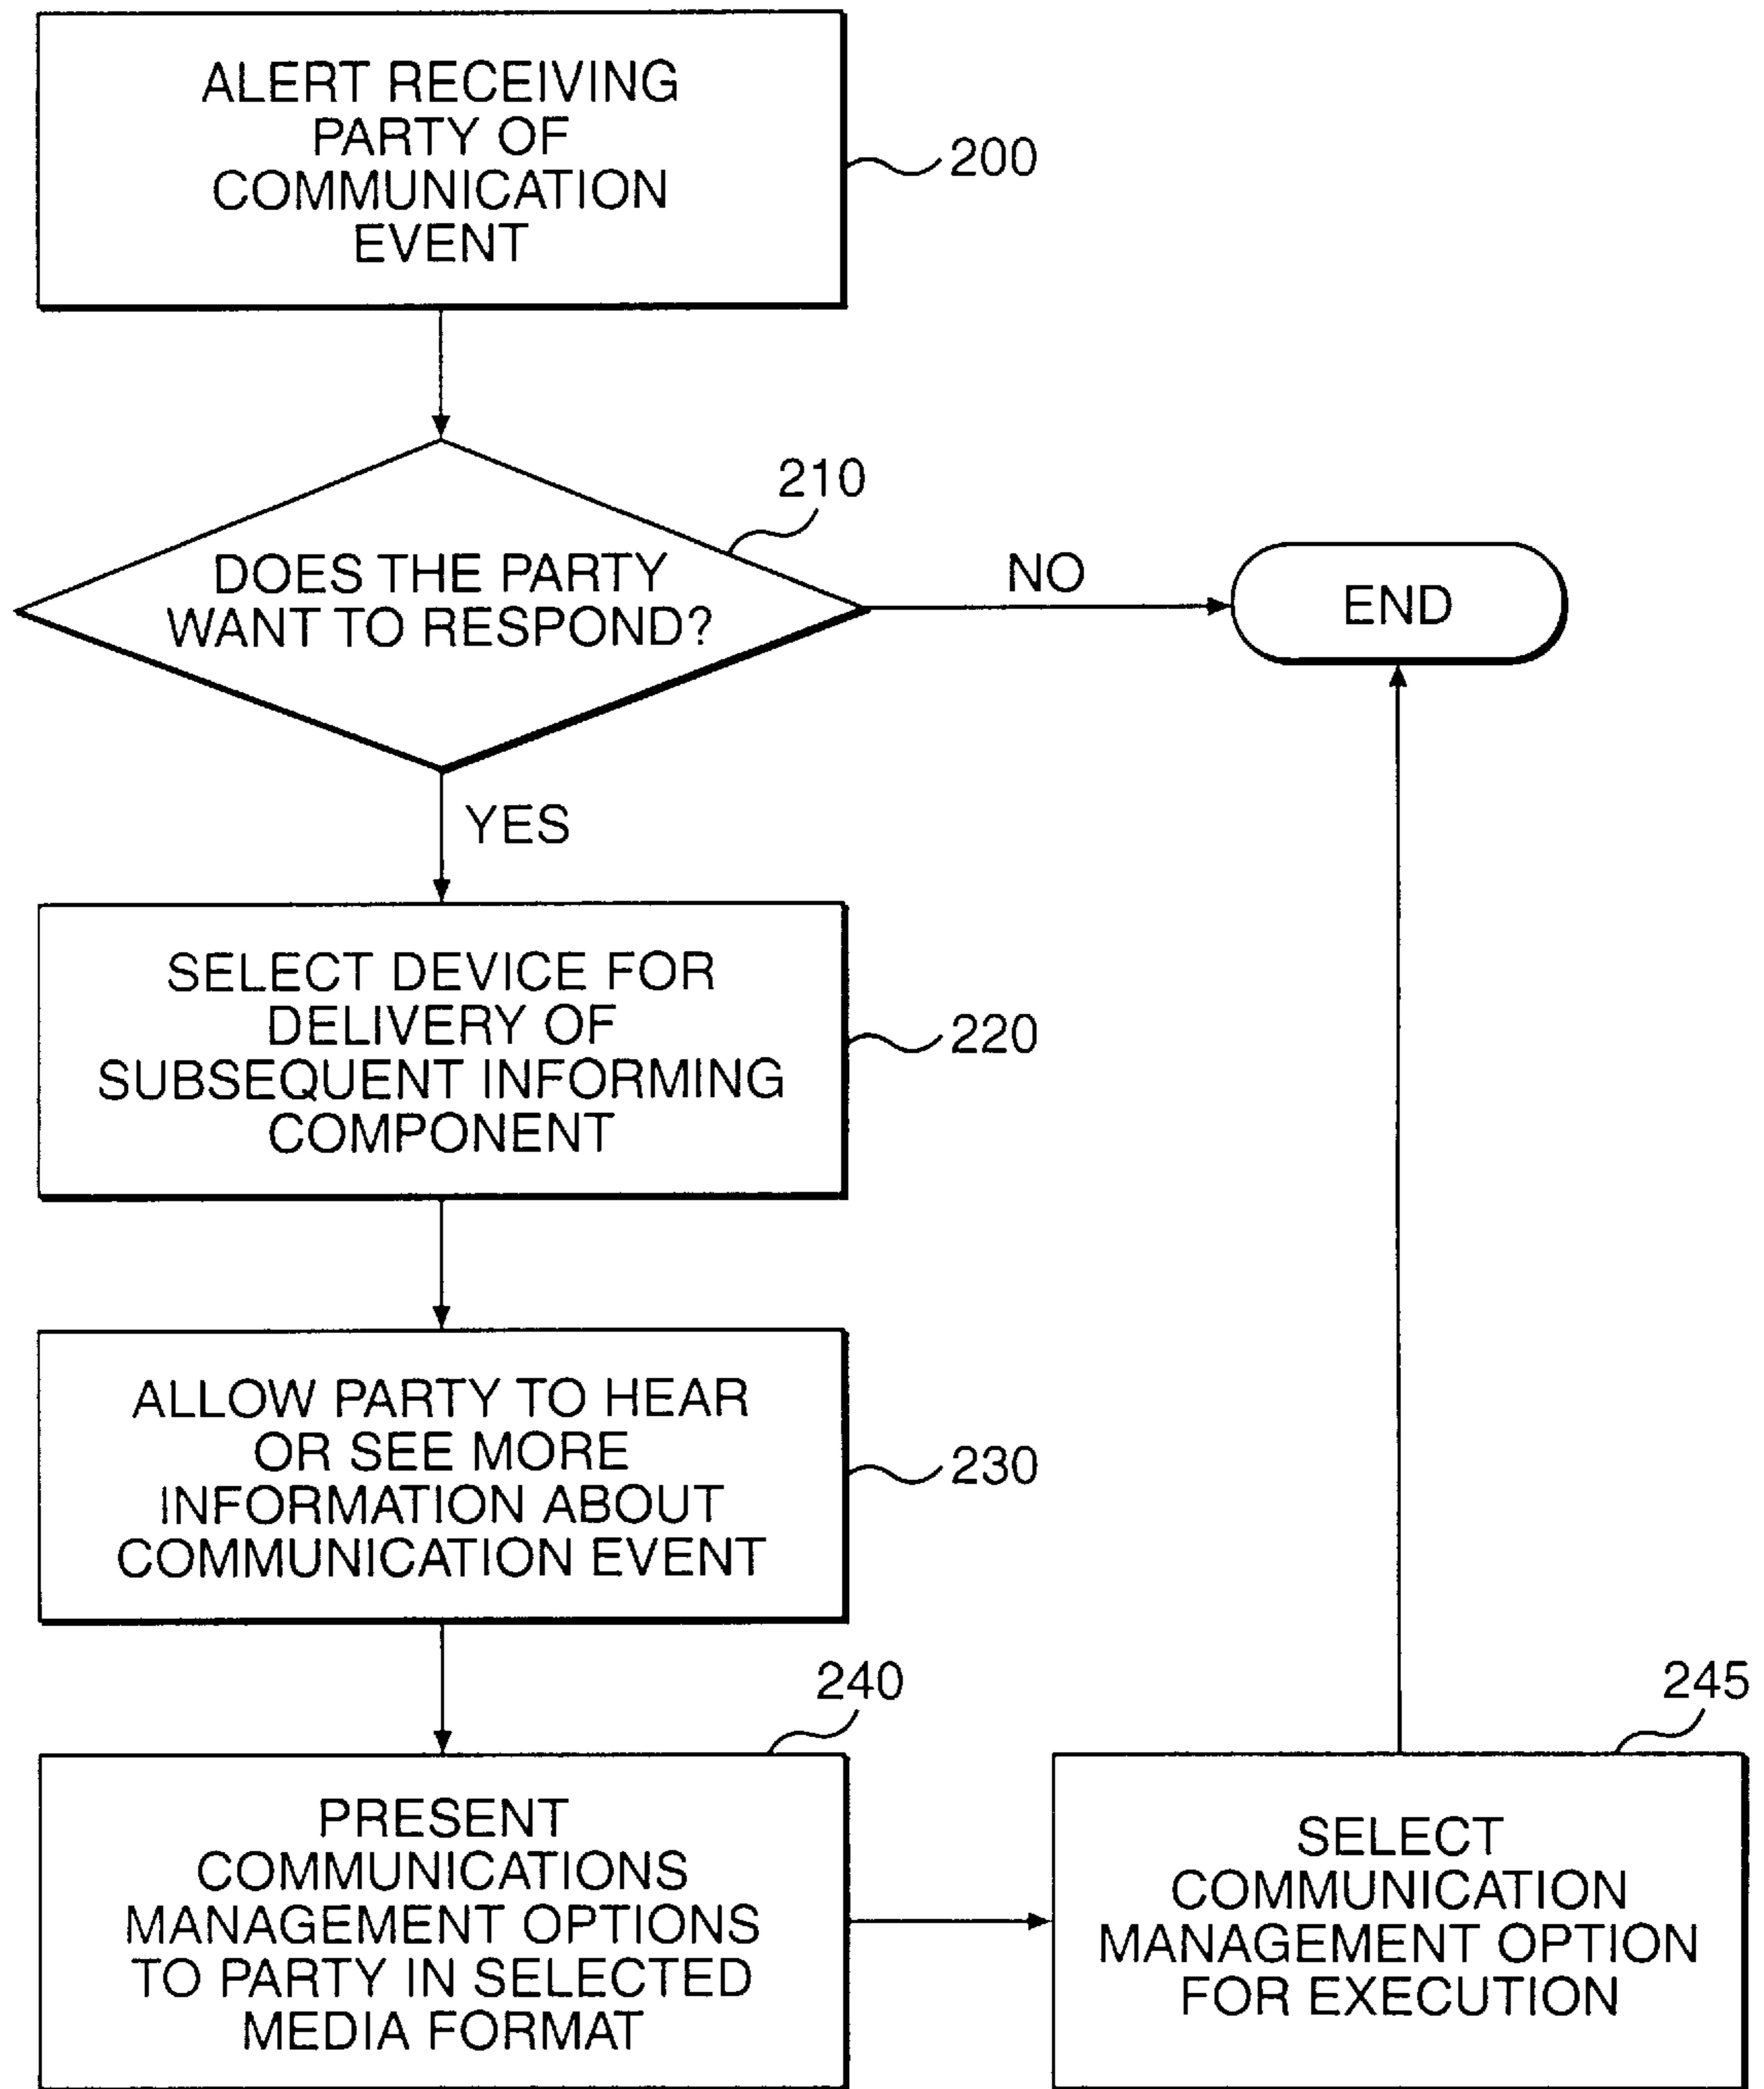 ALERT RECEIVING
PARTY OF
COMMUNICATION
EVENT
200
210
DOES THE PARTY
WANT TO RESPOND?
NO
END
YES
SELECT DEVICE FOR
DELIVERY OF
SUBSEQUENT INFORMING
COMPONENT
220
ALLOW PARTY TO HEAR
OR SEE MORE
INFORMATION ABOUT
COMMUNICATION EVENT
230
240
PRESENT
COMMUNICATIONS
MANAGEMENT OPTIONS
TO PARTY IN SELECTED
MEDIA FORMAT
245
SELECT
COMMUNICATION
MANAGEMENT OPTION
FOR EXECUTION